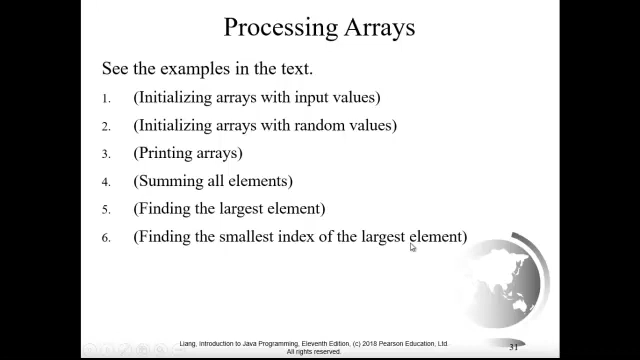 Processing Arrays
See the examples in the text.
1. (Initializing arrays with input values)
2. (Initializing arrays with random values)
3. (Printing arrays)
4. (Summing all elements)
5. (Finding the largest element)
6. (Finding the smallest index of the largest element)
Liang, Introduction to Java Programming, Eleventh Edition, (c) 2018 Pearson Education, Ltd.
All rights reserved.
31